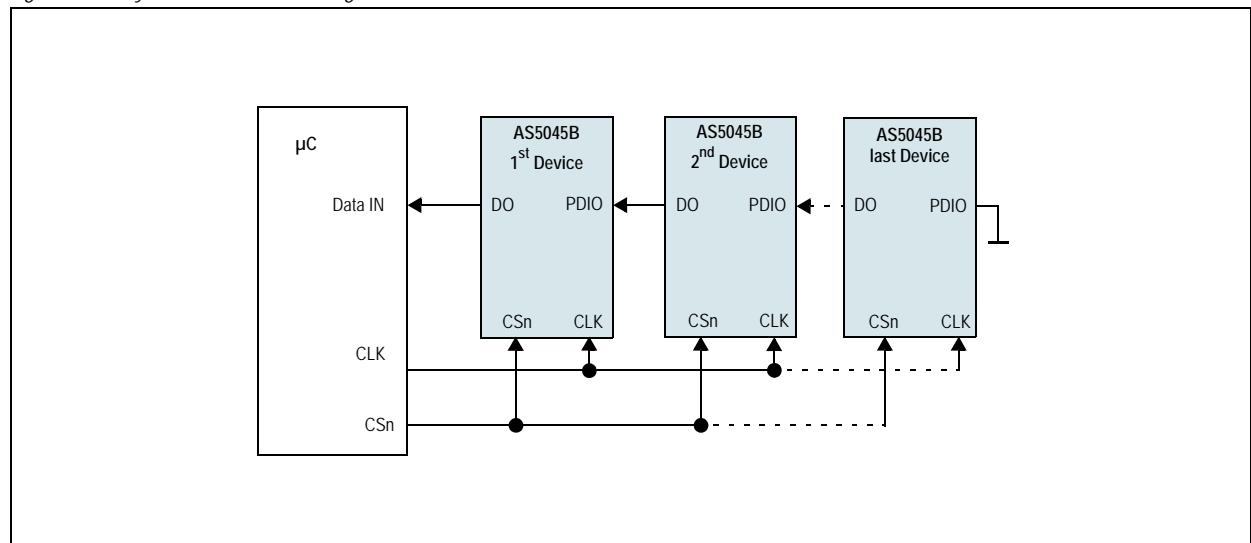 µC
Data IN
CLK
CSn
AS5045B
1st Device
DO PDIO
CSn CLK
AS5045B
2nd Device
DO PDIO
CSn CLK
AS5045B
last Device
DO PDIO
CSn CLK